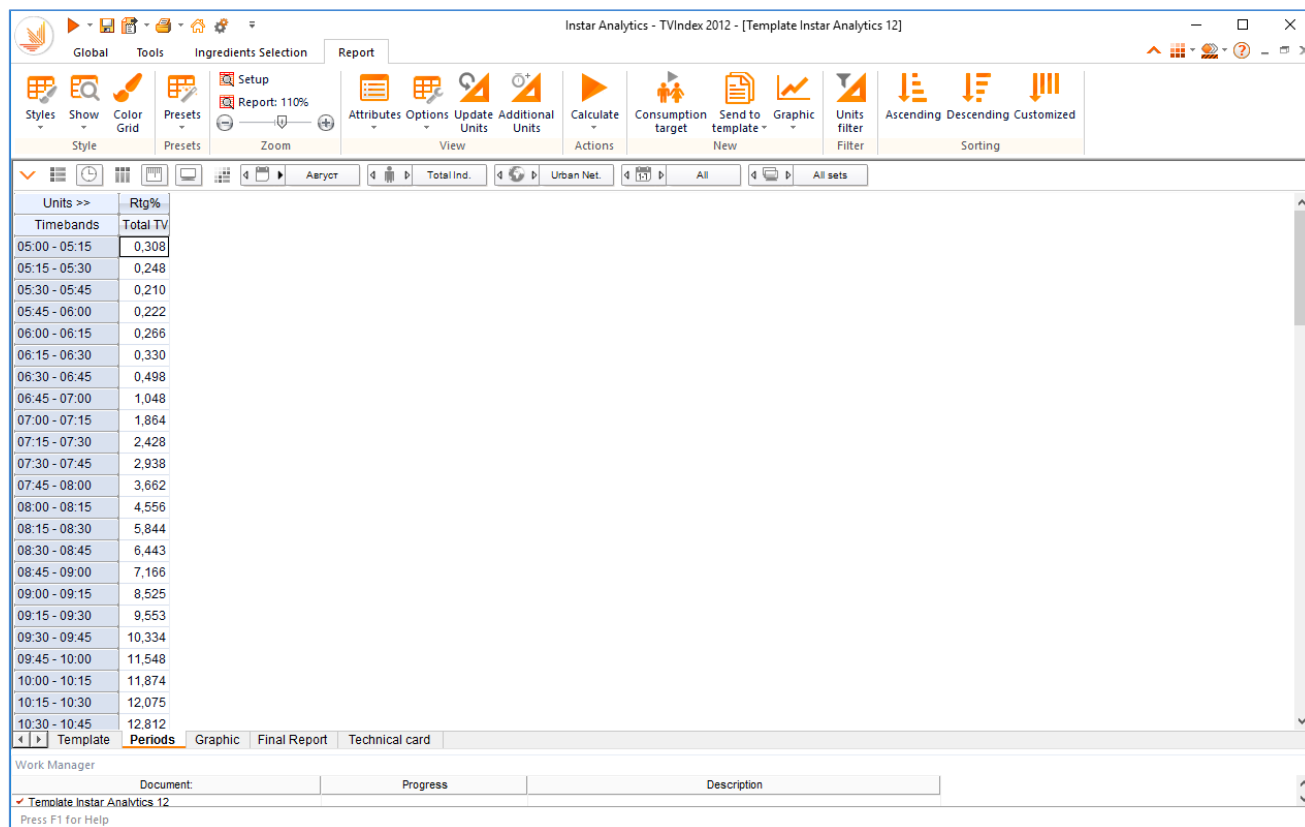 Instar Analytics - TVIndex 2012 - [Template Instar Analytics 12]
Global Tools Ingredients Selection Report
Styles Show Color Grid Presets Setup Report: 110% Attributes Options Update Units Additional Units Calculate Consumption target Send to template Graphic Units filter Ascending Descending Customized
Style Presets Zoom View Actions New Filter Sorting
Август Total Ind. Urban Net. All All sets
Units >> Rtg%
Timebands Total TV
05:00 - 05:15 0,308
05:15 - 05:30 0,248
05:30 - 05:45 0,210
05:45 - 06:00 0,222
06:00 - 06:15 0,266
06:15 - 06:30 0,330
06:30 - 06:45 0,498
06:45 - 07:00 1,048
07:00 - 07:15 1,864
07:15 - 07:30 2,428
07:30 - 07:45 2,938
07:45 - 08:00 3,662
08:00 - 08:15 4,556
08:15 - 08:30 5,844
08:30 - 08:45 6,443
08:45 - 09:00 7,166
09:00 - 09:15 8,525
09:15 - 09:30 9,553
09:30 - 09:45 10,334
09:45 - 10:00 11,548
10:00 - 10:15 11,874
10:15 - 10:30 12,075
10:30 - 10:45 12,812
Template Periods Graphic Final Report Technical card
Work Manager
Document: Progress Description
Template Instar Analytics 12
Press F1 for Help